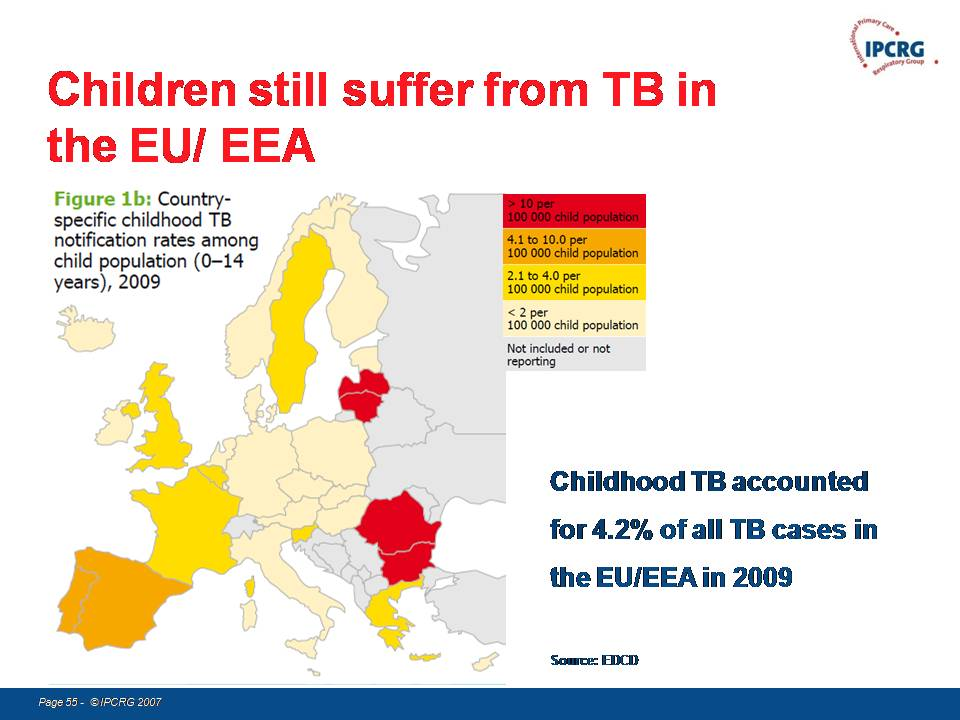 International Primary Care
IPCRG
Respiratory Group
Children still suffer from TB in
the EU/ EEA
Figure 1b: Country-
specific childhood TB
notification rates among
child population (0–14
years), 2009
> 10 per
100 000 child population
4.1 to 10.0 per
100 000 child population
2.1 to 4.0 per
100 000 child population
< 2 per
100 000 child population
Not included or not
reporting
Childhood TB accounted
for 4.2% of all TB cases in
the EU/EEA in 2009
Source: EDCD
Page 55 - © IPCRG 2007